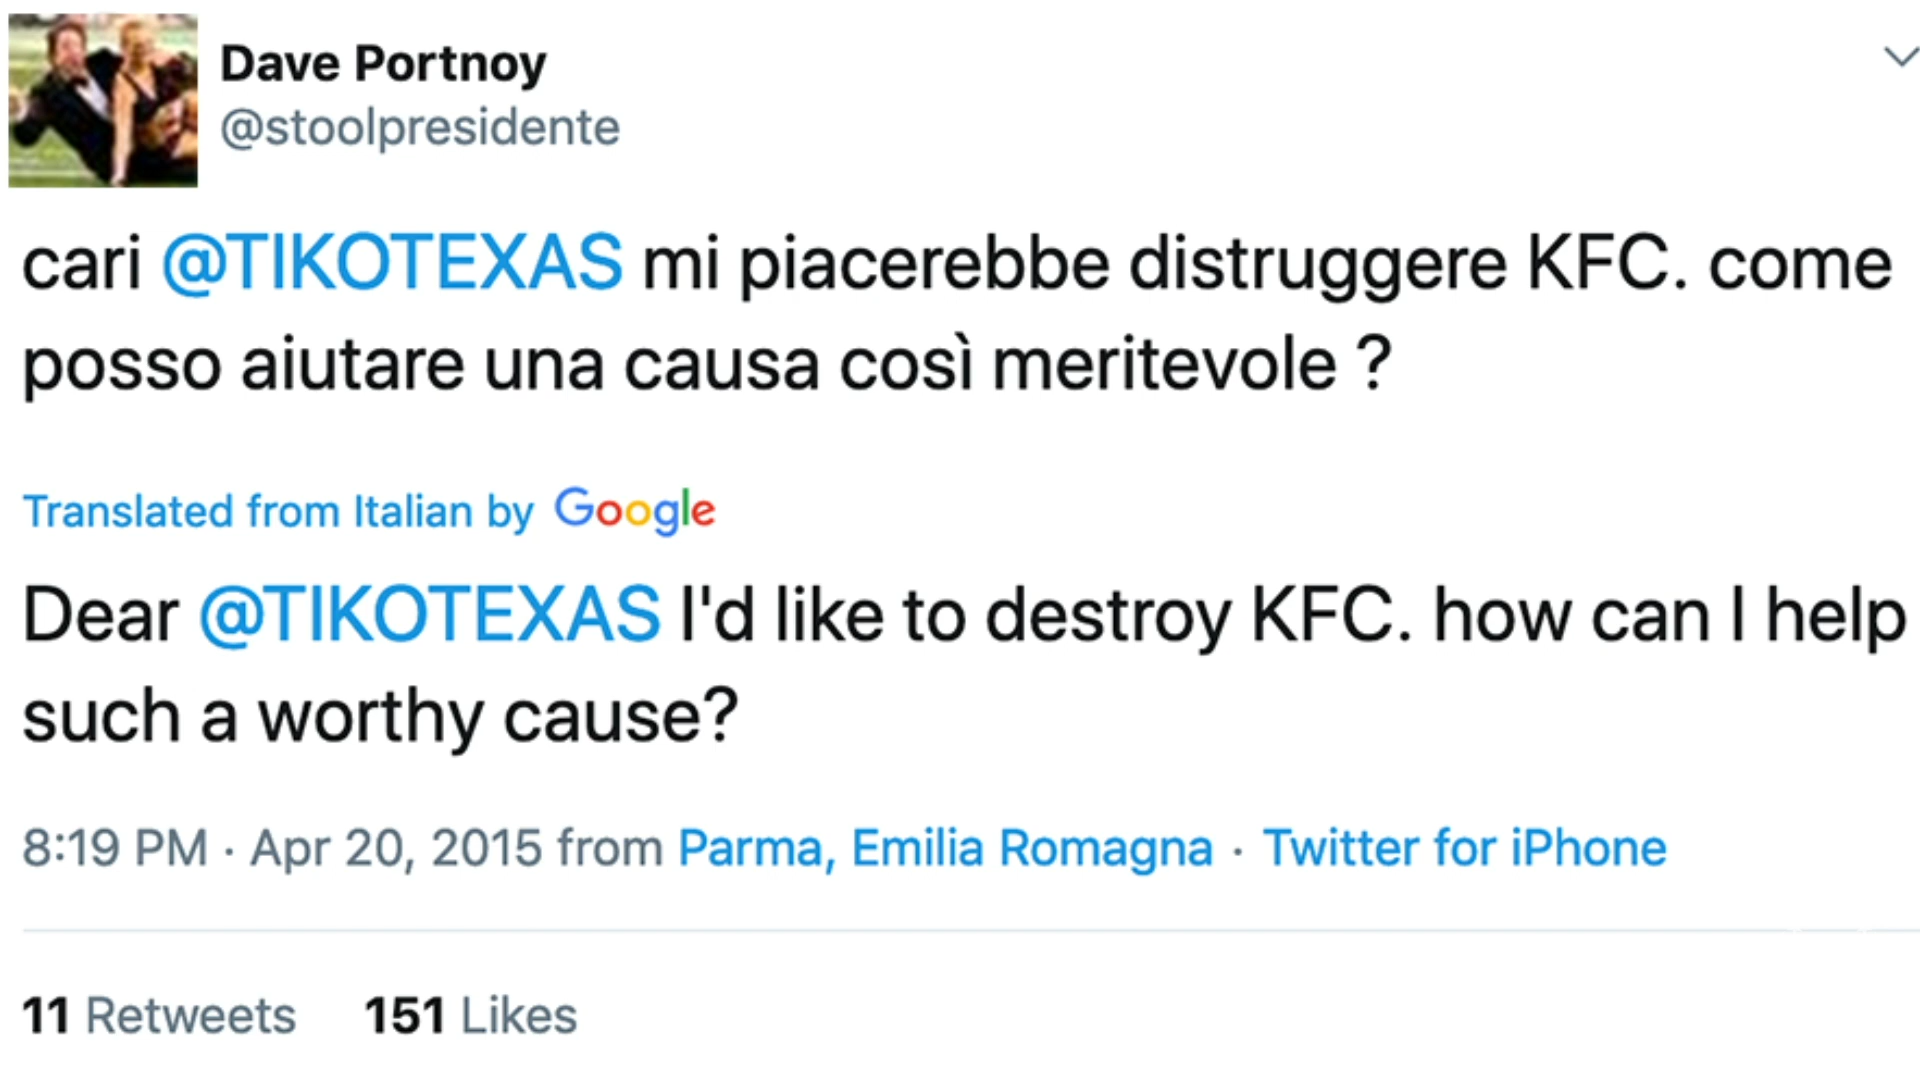 Dave Portnoy
@stoolpresidente
cari @TIKOTEXAS mi piacerebbe distruggere KFC. come
posso aiutare una causa così meritevole ?
Translated from Italian by Google
Dear @TIKOTEXAS I'd like to destroy KFC. how can I help
such a worthy cause?
8:19 PM · Apr 20, 2015 from Parma, Emilia Romagna · Twitter for iPhone
11 Retweets 151 Likes